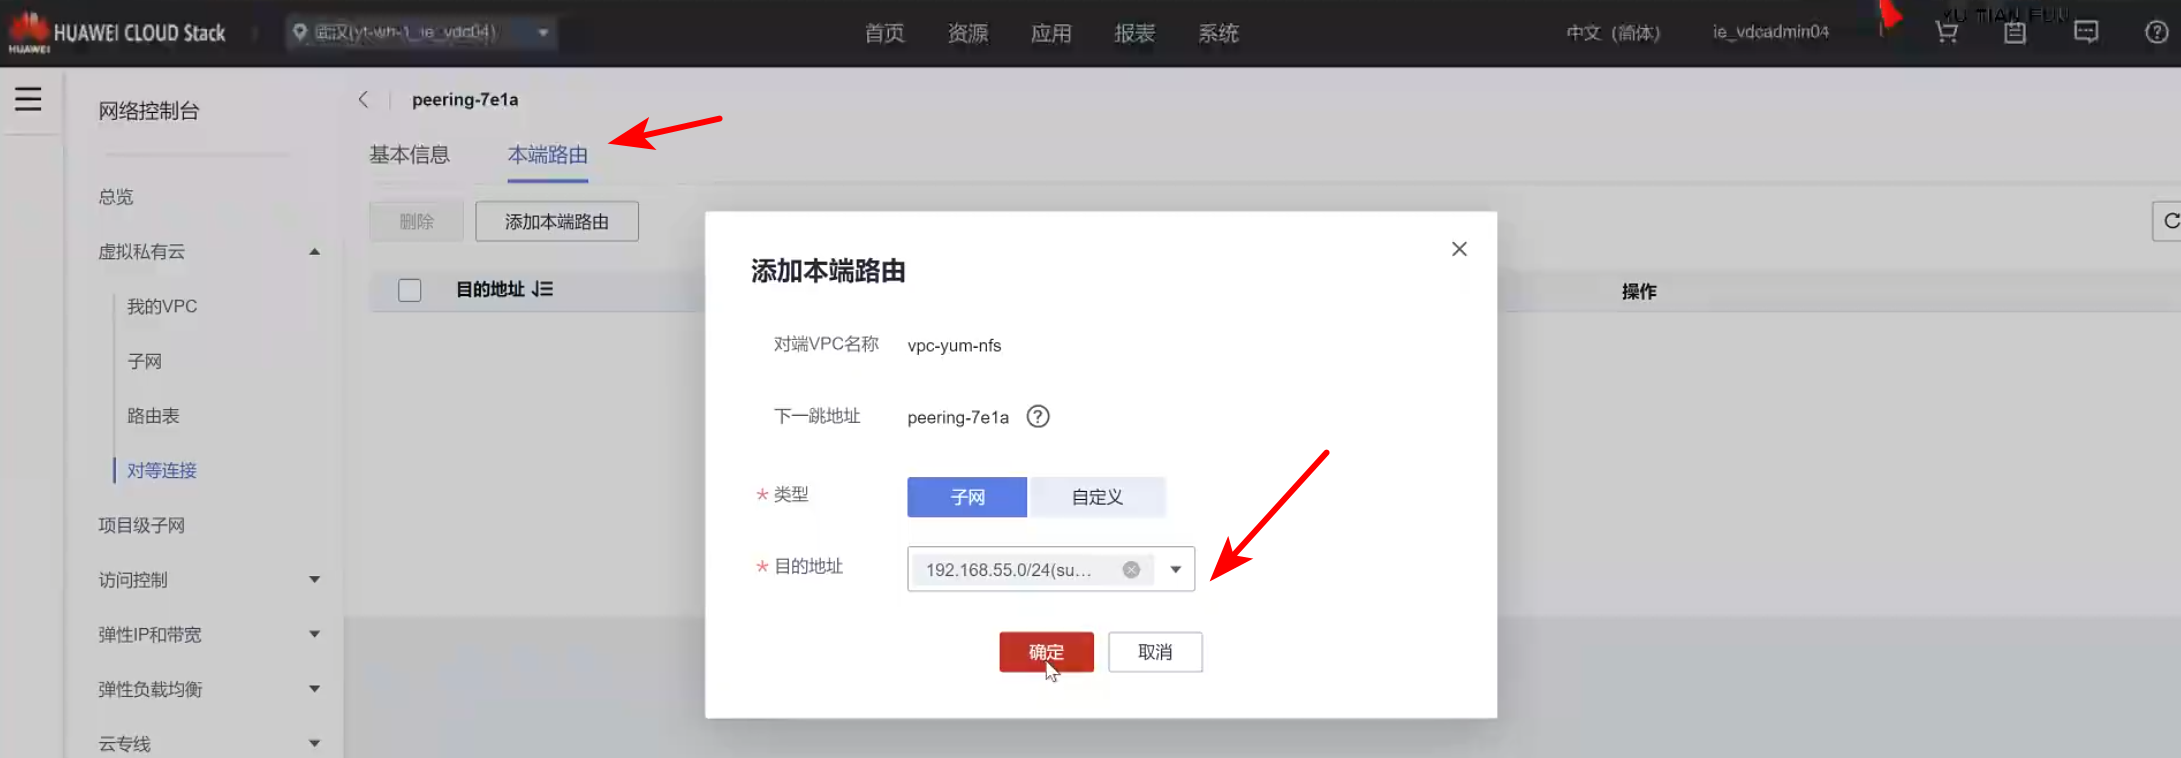 HUAWEI
HUAWEI CLOUD Stack
武汉(yt-wh-1_ie_vdc04)
首页
资源
应用
报表
系统
中文（简体）
ie_vdcadmin04
YU TIAN FUU
网络控制台
peering-7e1a
基本信息
本端路由
总览
删除
添加本端路由
虚拟私有云
目的地址
操作
我的VPC
子网
路由表
对等连接
项目级子网
访问控制
弹性IP和带宽
弹性负载均衡
云专线
添加本端路由
对端VPC名称
vpc-yum-nfs
下一跳地址
peering-7e1a
* 类型
子网
自定义
* 目的地址
192.168.55.0/24(su...
确定
取消